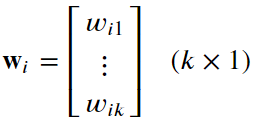 w_i = [ w_{i1} ⋮ w_{ik} ] (k × 1)